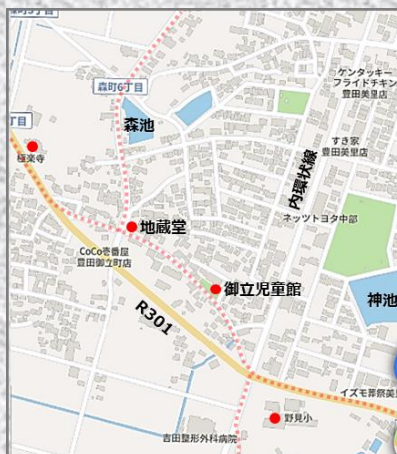 森町6丁目
ケンタッキー
フライドチキン
豊田美里店
森池
丁目
すき家
豊田美里店
極楽寺
内環状線
ネッツトヨタ中部
地蔵堂
CoCo壱番屋
豊田御立町店
御立児童館
神池
R301
イズモ葬祭美
野見小
吉田整形外科病院